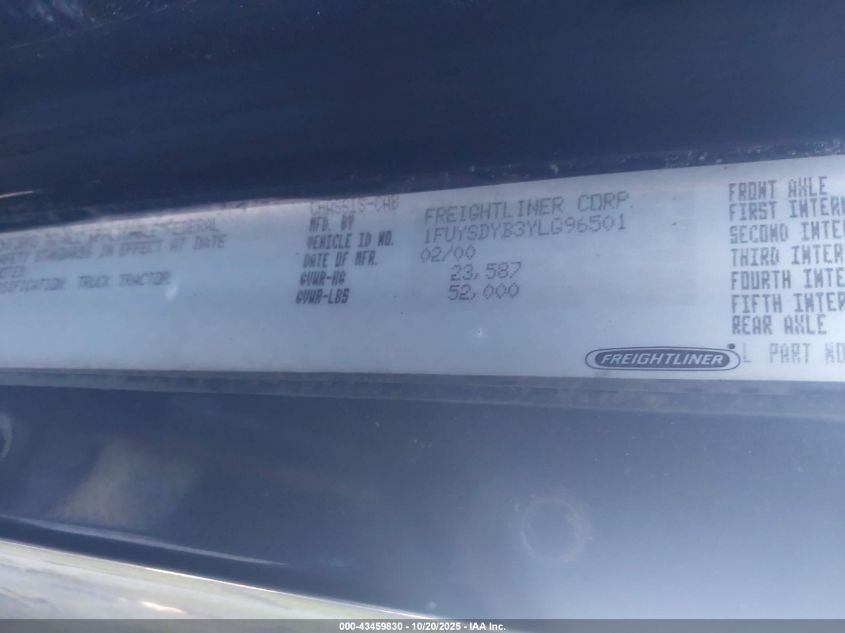 FEDERAL
SAFETY STANDARDS IN EFFECT AT DATE
TRUCK TRACTOR
CHASSIS-CAB
MFD. BY FREIGHTLINER CORP.
VEHICLE ID NO. 1FUYSDYB3YLG96501
DATE OF MFR. 02/00
GVWR-KG 23,587
GVWR-LBS 52,000
FRONT AXLE
FIRST INTERM
SECOND INTER
THIRD INTER
FOURTH INTE
FIFTH INTER
REAR AXLE
FREIGHTLINER
L PART NO
000-43459830 - 10/20/2025 - IAA Inc.